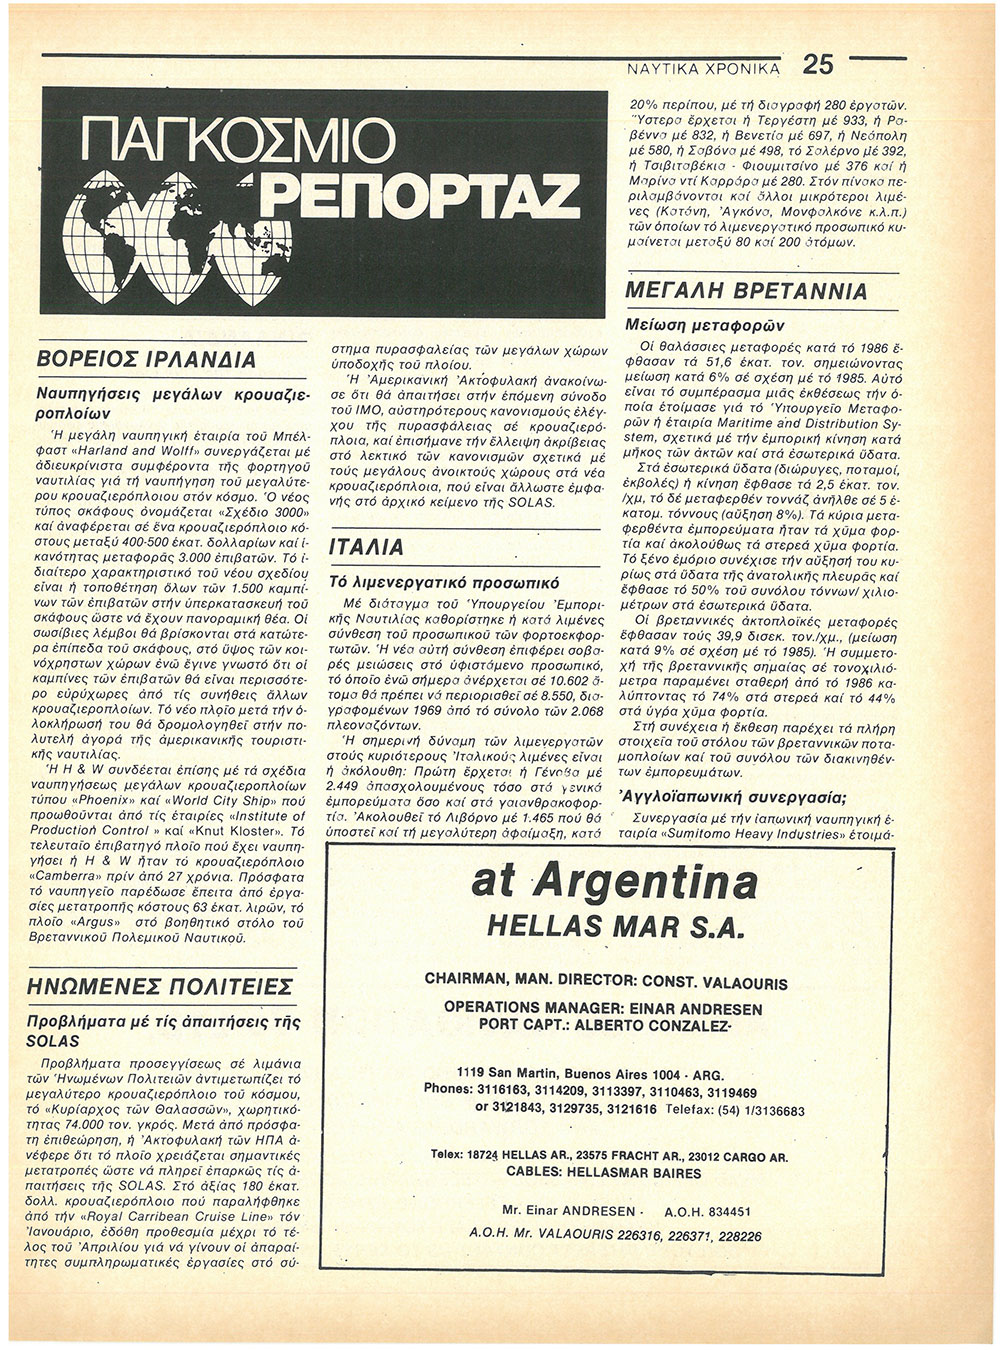 ΝΑΥΤΙΚΑ ΧΡΟΝΙΚΑ 25
ΠΑΓΚΟΣΜΙΟ
ΡΕΠΟΡΤΑΖ
ΒΟΡΕΙΟΣ ΙΡΛΑΝΔΙΑ
Ναυπηγήσεις μεγάλων κρουαζιε-
ροπλοίων
Ἡ μεγάλη ναυπηγική ἑταιρία τοῦ Μπέλ-
φαστ «Harland and Wolff» συνεργάζεται μέ
ἀδιευκρίνιστα συμφέροντα τῆς φορτηγοῦ
ναυτιλίας γιά τή ναυπήγηση τοῦ μεγαλύτε-
ρου κρουαζιερόπλοιου στόν κόσμο. Ὁ νέος
τύπος σκάφους ὀνομάζεται «Σχέδιο 3000»
καί ἀναφέρεται σέ ἕνα κρουαζιερόπλοιο κό-
στους μεταξύ 400-500 ἑκατ. δολλαρίων καί ἱ-
κανότητας μεταφορᾶς 3.000 ἐπιβατῶν. Τό ἰ-
διαίτερο χαρακτηριστικό τοῦ νέου σχεδίου
εἶναι ἡ τοποθέτηση ὅλων τῶν 1.500 καμπί-
νων τῶν ἐπιβατῶν στήν ὑπερκατασκευή τοῦ
σκάφους ὥστε νά ἔχουν πανοραμική θέα. Οἱ
σωσίβιες λέμβοι θά βρίσκονται στά κατώτε-
ρα ἐπίπεδα τοῦ σκάφους, στό ὕψος τῶν κοι-
νόχρηστων χώρων ἐνῶ ἔγινε γνωστό ὅτι οἱ
καμπίνες τῶν ἐπιβατῶν θά εἶναι περισσότε-
ρο εὐρύχωρες ἀπό τίς συνήθεις ἄλλων
κρουαζιεροπλοίων. Τό νέο πλοῖο μετά τήν ὁ-
λοκλήρωσή του θά δρομολογηθεῖ στήν πο-
λυτελῆ ἀγορά τῆς ἀμερικανικῆς τουριστι-
κῆς ναυτιλίας.
Ἡ H & W συνδέεται ἐπίσης μέ τά σχέδια
ναυπηγήσεως μεγάλων κρουαζιεροπλοίων
τύπου «Phoenix» καί «World City Ship» πού
προωθοῦνται ἀπό τίς ἑταιρίες «Institute of
Production Control » καί «Knut Kloster». Τό
τελευταῖο ἐπιβατηγό πλοῖο πού ἔχει ναυπη-
γήσει ἡ H & W ἦταν τό κρουαζιερόπλοιο
«Camberra» πρίν ἀπό 27 χρόνια. Πρόσφατα
τό ναυπηγεῖο παρέδωσε ἔπειτα ἀπό ἐργα-
σίες μετατροπῆς κόστους 63 ἑκατ. λιρῶν, τό
πλοῖο «Argus» στό βοηθητικό στόλο τοῦ
Βρεταννικοῦ Πολεμικοῦ Ναυτικοῦ.
ΗΝΩΜΕΝΕΣ ΠΟΛΙΤΕΙΕΣ
Προβλήματα μέ τίς ἀπαιτήσεις τῆς
SOLAS
Προβλήματα προσεγγίσεως σέ λιμάνια
τῶν Ἡνωμένων Πολιτειῶν ἀντιμετωπίζει τό
μεγαλύτερο κρουαζιερόπλοιο τοῦ κόσμου,
τό «Κυρίαρχος τῶν Θαλασσῶν», χωρητικό-
τητας 74.000 τον. γκρός. Μετά ἀπό πρόσφα-
τη ἐπιθεώρηση, ἡ Ἀκτοφυλακή τῶν ΗΠΑ ἀ-
νέφερε ὅτι τό πλοῖο χρειάζεται σημαντικές
μετατροπές ὥστε νά πληρεῖ ἐπαρκῶς τίς ἀ-
παιτήσεις τῆς SOLAS. Στό ἀξίας 180 ἑκατ.
δολλ. κρουαζιερόπλοιο πού παραλήφθηκε
ἀπό τήν «Royal Carribean Cruise Line» τόν
Ἰανουάριο, ἐδόθη προθεσμία μέχρι τό τέ-
λος τοῦ Ἀπριλίου γιά νά γίνουν οἱ ἀπαραί-
τητες συμπληρωματικές ἐργασίες στό σύ-
στημα πυρασφαλείας τῶν μεγάλων χώρων
ὑποδοχῆς τοῦ πλοίου.
Ἡ Ἀμερικανική Ἀκτοφυλακή ἀνακοίνω-
σε ὅτι θά ἀπαιτήσει στήν ἑπόμενη σύνοδο
τοῦ ΙΜΟ, αὐστηρότερους κανονισμούς ἐλέγ-
χου τῆς πυρασφάλειας σέ κρουαζιερό-
πλοια, καί ἐπισήμανε τήν ἔλλειψη ἀκρίβειας
στό λεκτικό τῶν κανονισμῶν σχετικά μέ
τούς μεγάλους ἀνοικτούς χώρους στά νέα
κρουαζιερόπλοια, πού εἶναι ἄλλωστε ἐμφα-
νής στό ἀρχικό κείμενο τῆς SOLAS.
ΙΤΑΛΙΑ
Τό λιμενεργατικό προσωπικό
Μέ διάταγμα τοῦ Ὑπουργείου Ἐμπορι-
κῆς Ναυτιλίας καθορίστηκε ἡ κατά λιμένες
σύνθεση τοῦ προσωπικοῦ τῶν φορτοεκφορ-
τωτῶν. Ἡ νέα αὐτή σύνθεση ἐπιφέρει σοβα-
ρές μειώσεις στό ὑφιστάμενο προσωπικό,
τό ὁποῖο ἐνῶ σήμερα ἀνέρχεται σέ 10.602 ἄ-
τομα θά πρέπει νά περιορισθεῖ σέ 8.550, δια-
γραφομένων 1969 ἀπό τό σύνολο τῶν 2.068
πλεοναζόντων.
Ἡ σημερινή δύναμη τῶν λιμενεργατῶν
στούς κυριότερους Ἰταλικούς λιμένες εἶναι
ἡ ἀκόλουθη: Πρώτη ἔρχεται ἡ Γένοβα μέ
2.449 ἀπασχολουμένους τόσο στά γενικά
ἐμπορεύματα ὅσο καί στά γαιανθρακοφορ-
τία. Ἀκολουθεῖ τό Λιβόρνο μέ 1.465 πού θά
ὑποστεῖ καί τή μεγαλύτερη ἀφαίμαξη, κατά
20% περίπου, μέ τή διαγραφή 280 ἐργατῶν.
Ὕστερα ἔρχεται ἡ Τεργέστη μέ 933, ἡ Ρα-
βέννα μέ 832, ἡ Βενετία μέ 697, ἡ Νεάπολη
μέ 580, ἡ Σαβόνα μέ 498, τό Σαλέρνο μέ 392,
ἡ Τσιβιταβέκια - Φιουμιτσίνο μέ 376 καί ἡ
Μαρίνα ντί Καρράρα μέ 280. Στόν πίνακα πε-
ριλαμβάνονται καί ἄλλοι μικρότεροι λιμέ-
νες (Κατάνη, Ἀγκόνα, Μονφαλκόνε κ.λ.π.)
τῶν ὁποίων τό λιμενεργατικό προσωπικό κυ-
μαίνεται μεταξύ 80 καί 200 ἀτόμων.
ΜΕΓΑΛΗ ΒΡΕΤΑΝΝΙΑ
Μείωση μεταφορῶν
Οἱ θαλάσσιες μεταφορές κατά τό 1986 ἔ-
φθασαν τά 51,6 ἑκατ. τον. σημειώνοντας
μείωση κατά 6% σέ σχέση μέ τό 1985. Αὐτό
εἶναι τό συμπέρασμα μιᾶς ἐκθέσεως τήν ὁ-
ποία ἑτοίμασε γιά τό Ὑπουργεῖο Μεταφο-
ρῶν ἡ ἑταιρία Maritime and Distribution Sy-
stem, σχετικά μέ τήν ἐμπορική κίνηση κατά
μῆκος τῶν ἀκτῶν καί στά ἐσωτερικά ὕδατα.
Στά ἐσωτερικά ὕδατα (διώρυγες, ποταμοί,
ἐκβολές) ἡ κίνηση ἔφθασε τά 2,5 ἑκατ. τον.
/χμ, τό δέ μεταφερθέν τοννάζ ἀνῆλθε σέ 5 ἑ-
κατομ. τόννους (αὔξηση 8%). Τά κύρια μετα-
φερθέντα ἐμπορεύματα ἦταν τά χῦμα φορ-
τία καί ἀκολούθως τά στερεά χῦμα φορτία.
Τό ξένο ἐμόριο συνέχισε τήν αὔξησή του κυ-
ρίως στά ὕδατα τῆς ἀνατολικῆς πλευρᾶς καί
ἔφθασε τό 50% τοῦ συνόλου τόννων/ χιλιο-
μέτρων στά ἐσωτερικά ὕδατα.
Οἱ βρεταννικές ἀκτοπλοϊκές μεταφορές
ἔφθασαν τούς 39,9 δισεκ. τον./χμ., (μείωση
κατά 9% σέ σχέση μέ τό 1985). Ἡ συμμετο-
χή τῆς βρεταννικῆς σημαίας σέ τονοχιλιό-
μετρα παραμένει σταθερή ἀπό τό 1986 κα-
λύπτοντας τό 74% στά στερεά καί τό 44%
στά ὑγρά χῦμα φορτία.
Στή συνέχεια ἡ ἔκθεση παρέχει τά πλήρη
στοιχεῖα τοῦ στόλου τῶν βρεταννικῶν ποτα-
μοπλοίων καί τοῦ συνόλου τῶν διακινηθέν-
των ἐμπορευμάτων.
Ἀγγλοϊαπωνική συνεργασία;
Συνεργασία μέ τήν ἰαπωνική ναυπηγική ἑ-
ταιρία «Sumitomo Heavy Industries» ἑτοιμά-
at Argentina
HELLAS MAR S.A.
CHAIRMAN, MAN. DIRECTOR: CONST. VALAOURIS
OPERATIONS MANAGER: EINAR ANDRESEN
PORT CAPT.: ALBERTO CONZALEZ-
1119 San Martin, Buenos Aires 1004 - ARG.
Phones: 3116163, 3114209, 3113397, 3110463, 3119469
or 3121843, 3129735, 3121616 Telefax: (54) 1/3136683
Telex: 18724 HELLAS AR., 23575 FRACHT AR., 23012 CARGO AR.
CABLES: HELLASMAR BAIRES
Mr. Einar ANDRESEN - A.O.H. 834451
A.O.H. Mr. VALAOURIS 226316, 226371, 228226